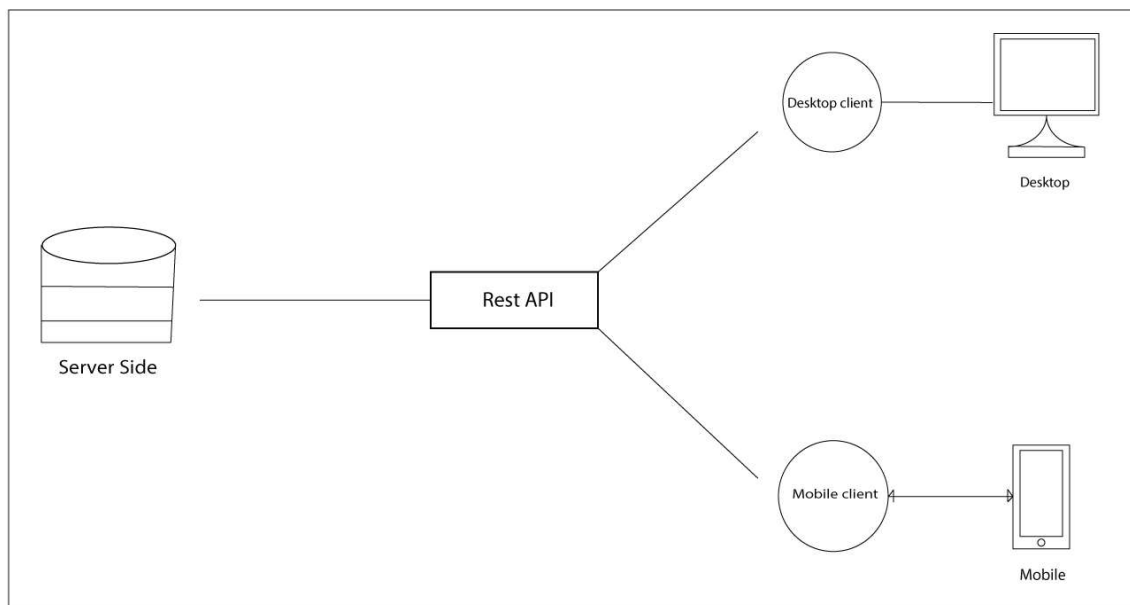 Desktop client
Desktop
Rest API
Server Side
Mobile client
Mobile